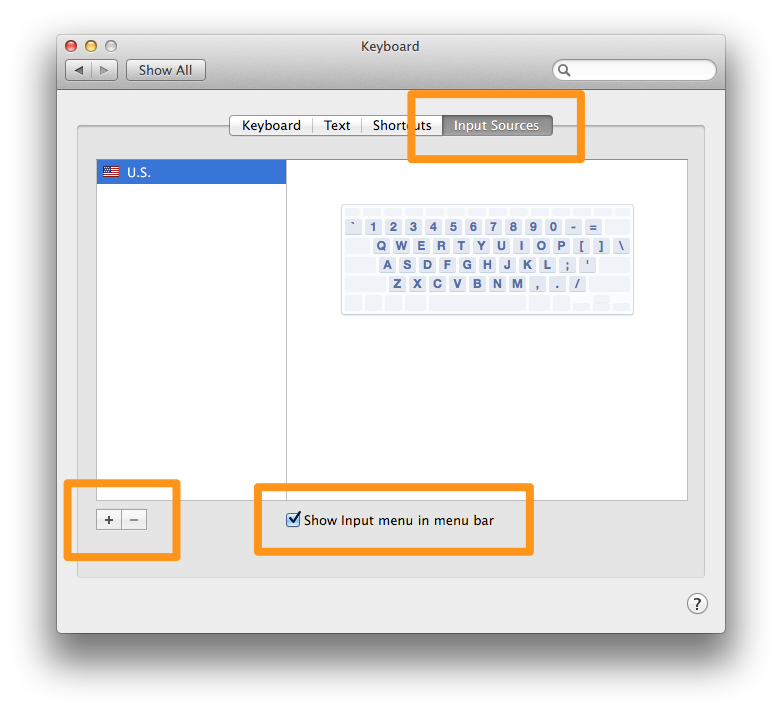 Keyboard
Show All
Keyboard Text Shortcuts Input Sources
U.S.
` 1 2 3 4 5 6 7 8 9 0 - =
Q W E R T Y U I O P [ ] \
A S D F G H J K L ; '
Z X C V B N M , . /
+ −
Show Input menu in menu bar
?